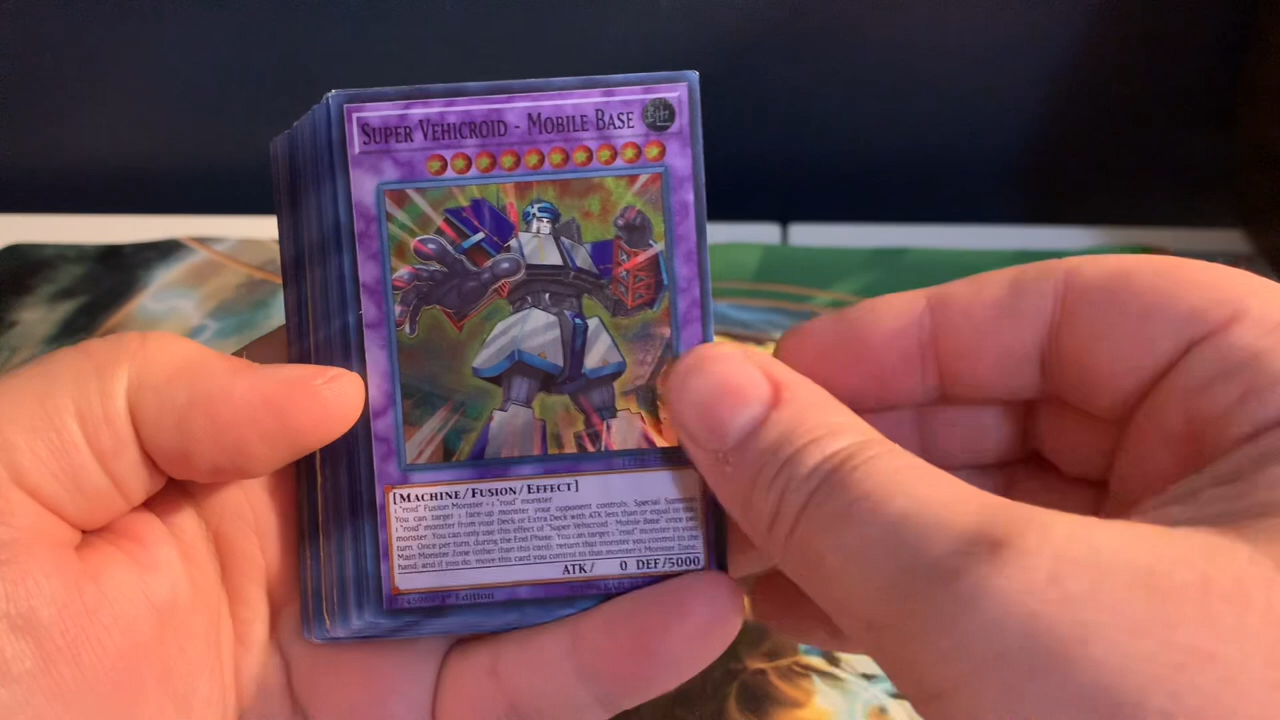 SUPER VEHICROID - MOBILE BASE
[MACHINE/FUSION/EFFECT]
1 "roid" Fusion Monster + 1 "roid" monster
You can target 1 face-up monster your opponent controls; Special Summon
1 "roid" monster from your Deck or Extra Deck with ATK less than or equal to that
monster. You can only use this effect of "Super Vehicroid - Mobile Base" once per
turn. Once per turn, during the End Phase: You can target 1 "roid" monster in your
Main Monster Zone (other than this card); return that monster you control to the
hand, and if you do, move this card you control to that monster's Monster Zone.
ATK/ 0 DEF/5000
1st Edition